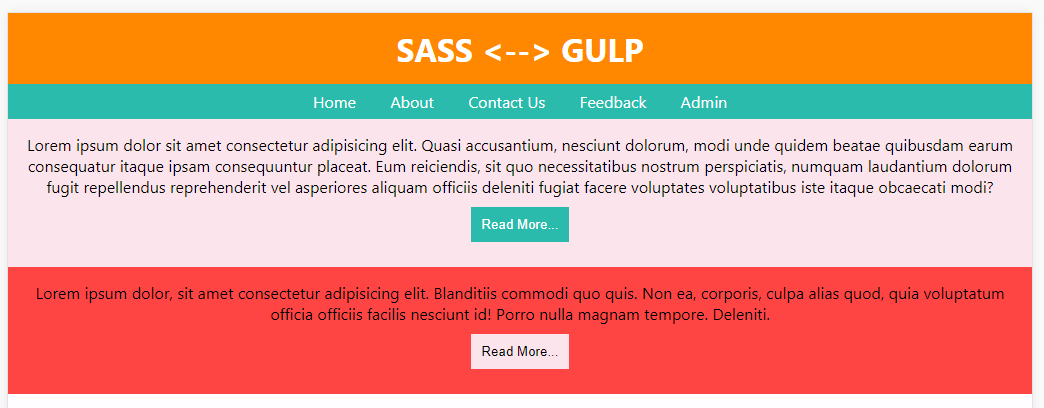 SASS <--> GULP
Home About Contact Us Feedback Admin
Lorem ipsum dolor sit amet consectetur adipisicing elit. Quasi accusantium, nesciunt dolorum, modi unde quidem beatae quibusdam earum
consequatur itaque ipsam consequuntur placeat. Eum reiciendis, sit quo necessitatibus nostrum perspiciatis, numquam laudantium dolorum
fugit repellendus reprehenderit vel asperiores aliquam officiis deleniti fugiat facere voluptates voluptatibus iste itaque obcaecati modi?
Read More...
Lorem ipsum dolor, sit amet consectetur adipisicing elit. Blanditiis commodi quo quis. Non ea, corporis, culpa alias quod, quia voluptatum
officia officiis facilis nesciunt id! Porro nulla magnam tempore. Deleniti.
Read More...